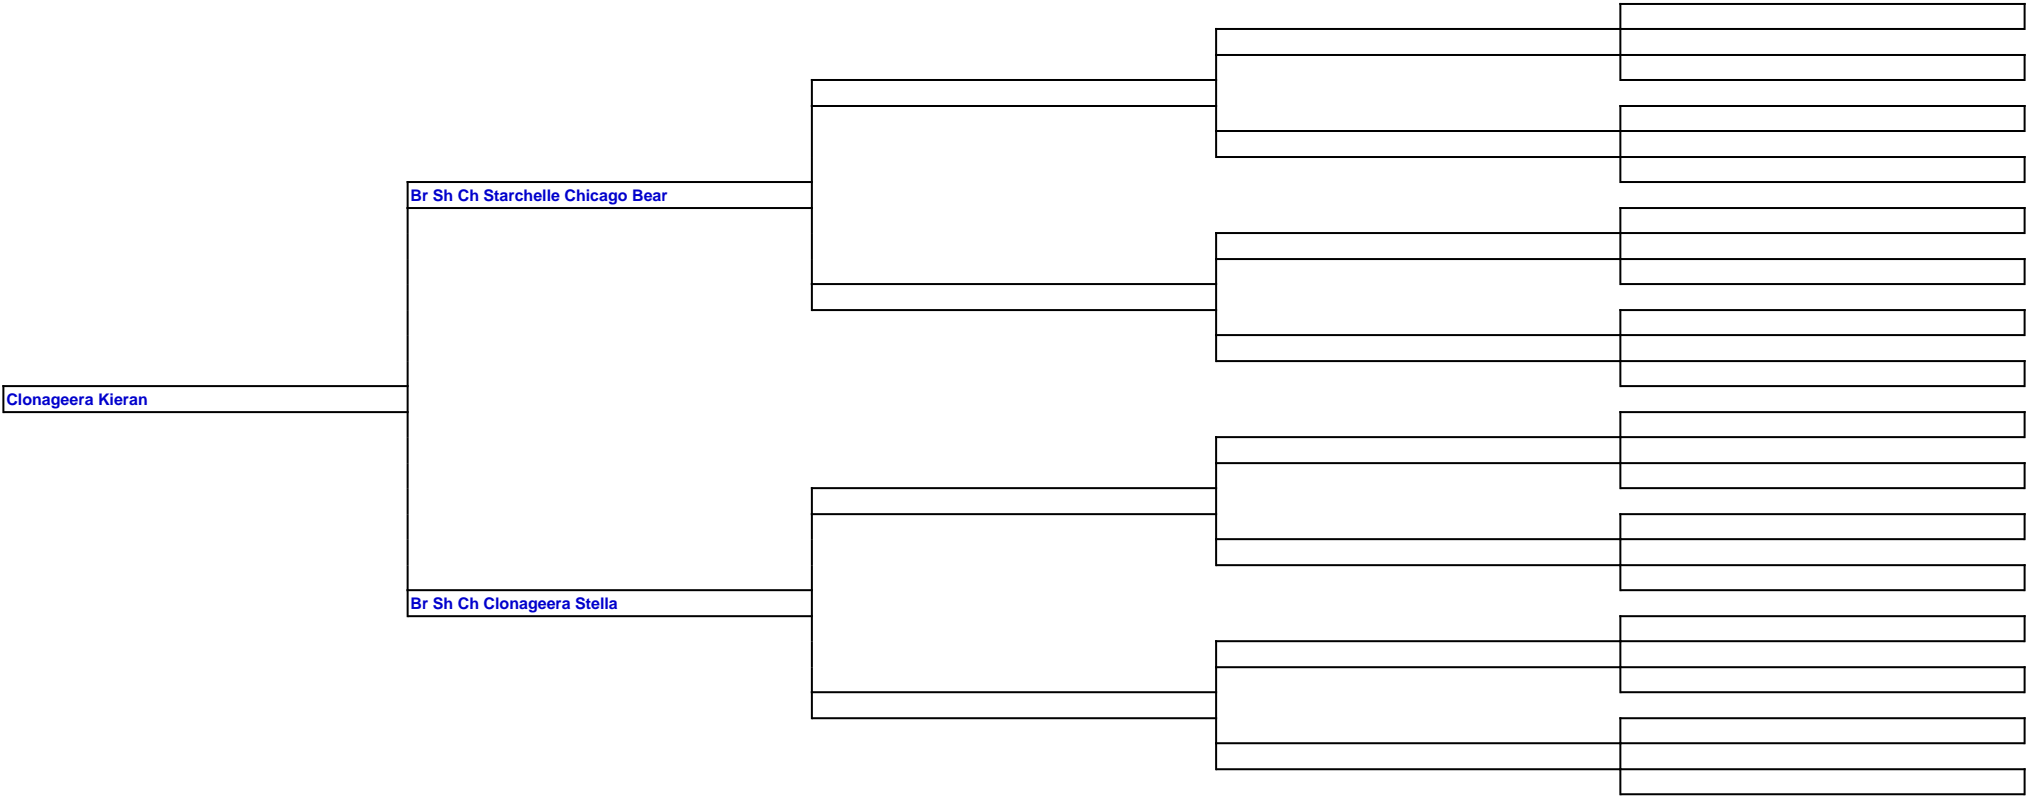 Br Sh Ch Starchelle Chicago Bear
Clonageera Kieran
Br Sh Ch Clonageera Stella